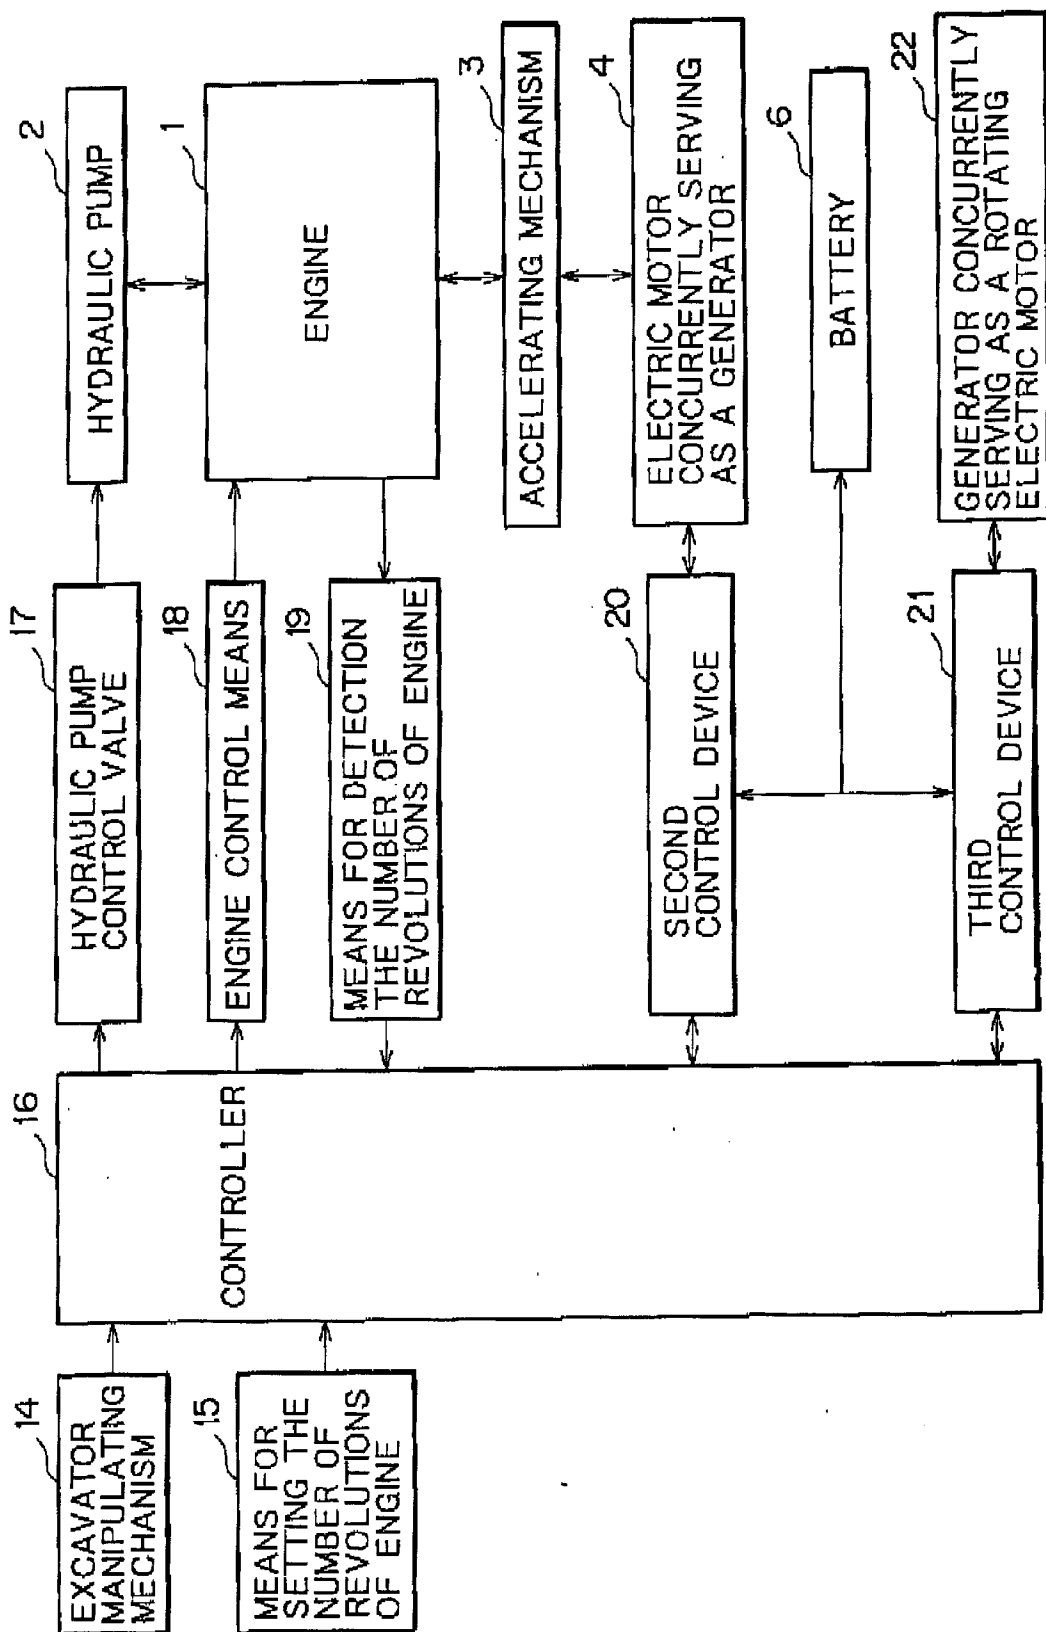 14
EXCAVATOR
MANIPULATING
MECHANISM
15
MEANS FOR
SETTING THE
NUMBER OF
REVOLUTIONS
OF ENGINE
16
CONTROLLER
17
HYDRAULIC PUMP
CONTROL VALVE
18
ENGINE CONTROL MEANS
19
MEANS FOR DETECTION
THE NUMBER OF
REVOLUTIONS OF ENGINE
20
SECOND
CONTROL DEVICE
21
THIRD
CONTROL DEVICE
2
HYDRAULIC PUMP
1
ENGINE
3
ACCELERATING MECHANISM
4
ELECTRIC MOTOR
CONCURRENTLY SERVING
AS A GENERATOR
6
BATTERY
22
GENERATOR CONCURRENTLY
SERVING AS A ROTATING
ELECTRIC MOTOR